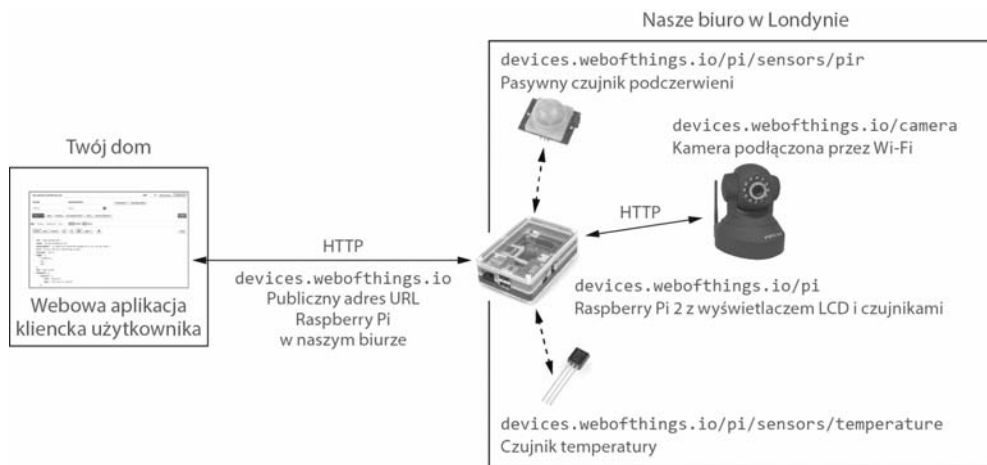 Nasze biuro w Londynie
devices.webofthings.io/pi/sensors/pir
Pasywny czujnik podczerwieni
devices.webofthings.io/camera
Kamera podłączona przez Wi-Fi
Twój dom
HTTP
HTTP
devices.webofthings.io
Publiczny adres URL
Raspberry Pi
w naszym biurze
Webowa aplikacja
kliencka użytkownika
devices.webofthings.io/pi
Raspberry Pi 2 z wyświetlaczem LCD i czujnikami
devices.webofthings.io/pi/sensors/temperature
Czujnik temperatury